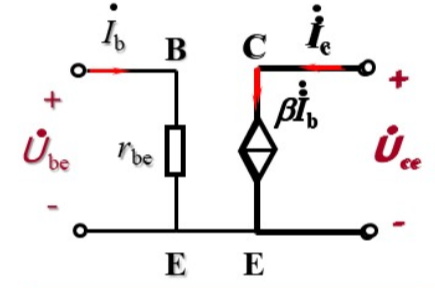 İb B C İc
+ +
U̇be rbe βİb U̇ce
- -
E E